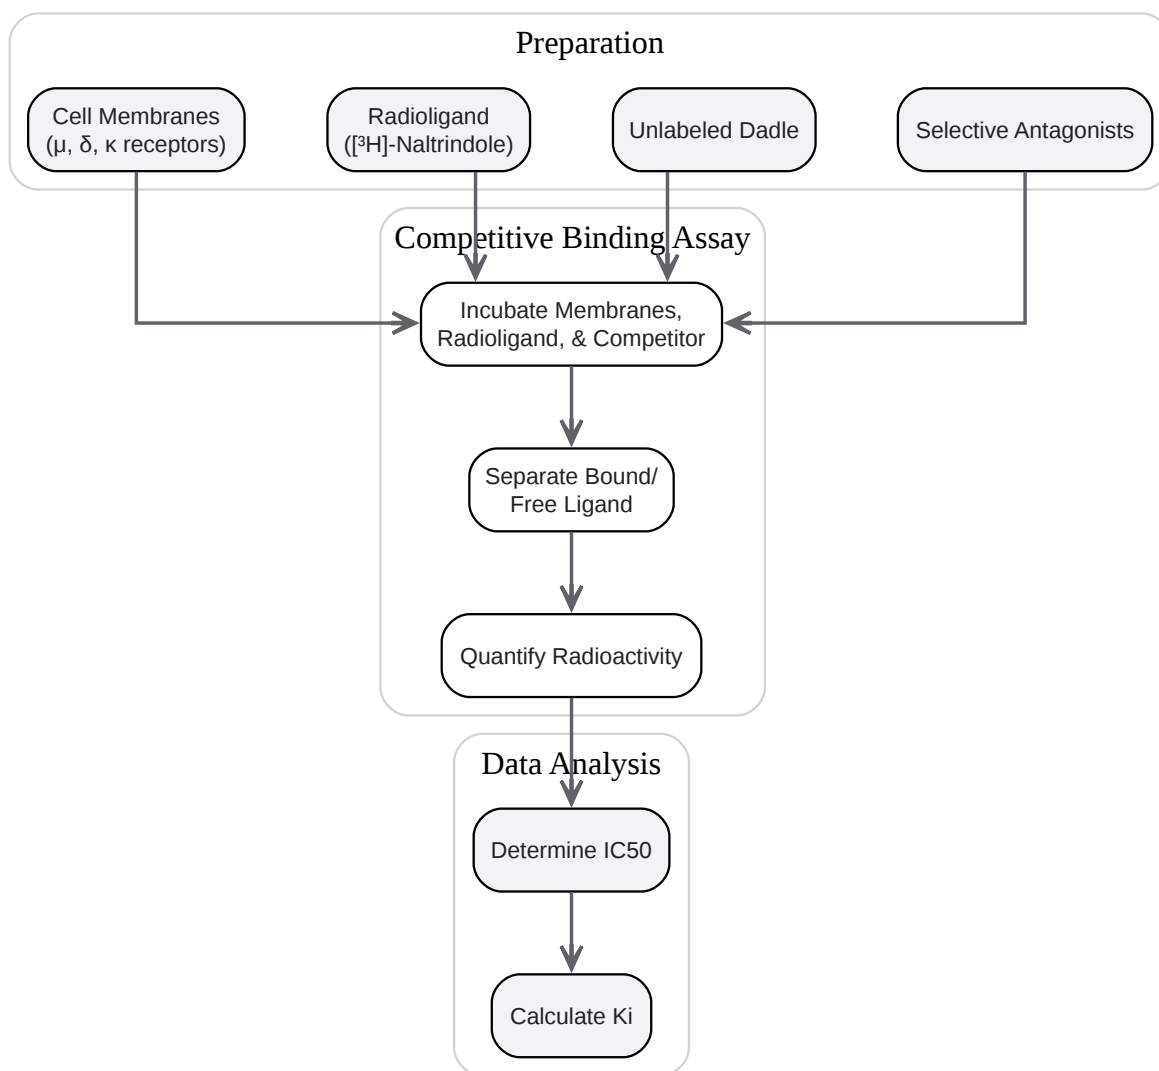 Preparation
Cell Membranes
(μ, δ, κ receptors)
Radioligand
([³H]-Naltrindole)
Unlabeled Dadle
Selective Antagonists
Competitive Binding Assay
Incubate Membranes,
Radioligand, & Competitor
Separate Bound/
Free Ligand
Quantify Radioactivity
Data Analysis
Determine IC50
Calculate Ki